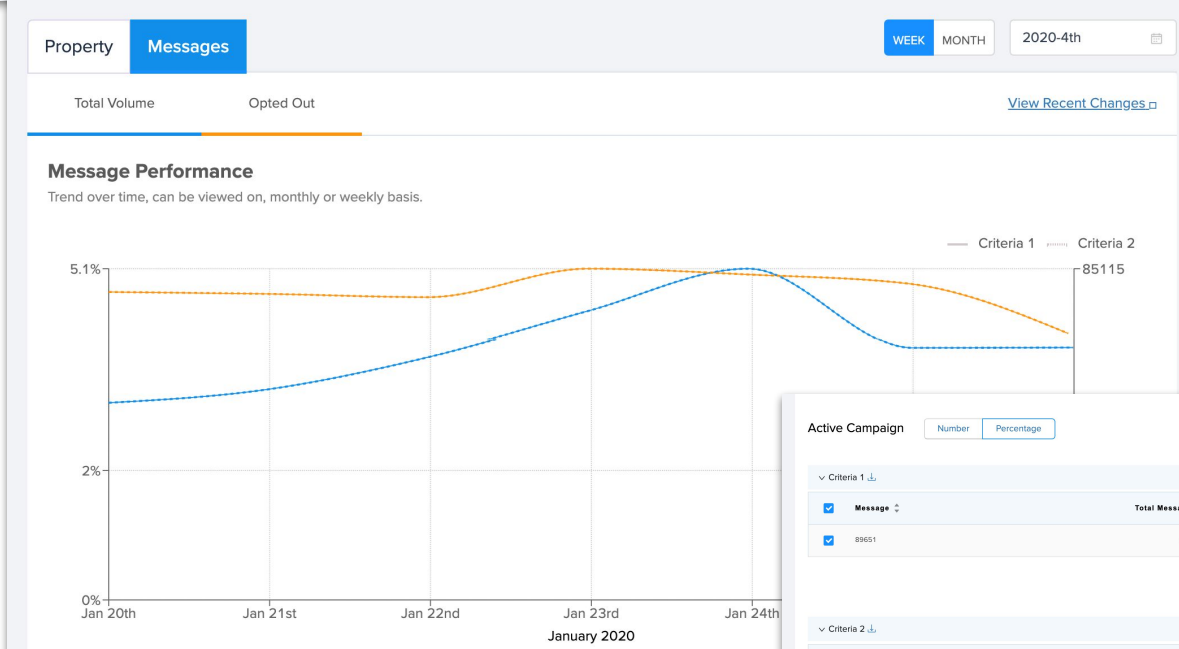 Property
Messages
WEEK MONTH
2020-4th
Total Volume
Opted Out
View Recent Changes
Message Performance
Trend over time, can be viewed on, monthly or weekly basis.
Criteria 1
Criteria 2
5.1%
85115
2%
0%
Jan 20th
Jan 21st
Jan 22nd
Jan 23rd
Jan 24th
January 2020
Active Campaign
Number
Percentage
Criteria 1
Message
Total
89651
Criteria 2